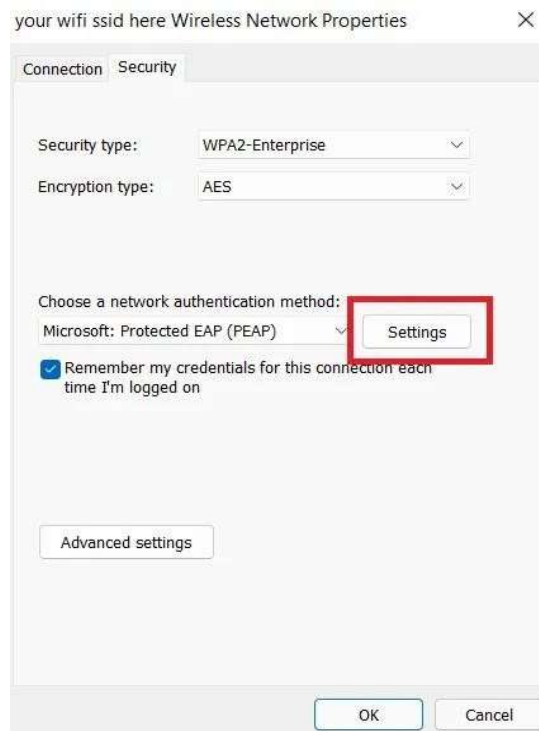 your wifi ssid here Wireless Network Properties
Connection Security
Security type: WPA2-Enterprise
Encryption type: AES
Choose a network authentication method:
Microsoft: Protected EAP (PEAP) Settings
Remember my credentials for this connection each
time I'm logged on
Advanced settings
OK Cancel